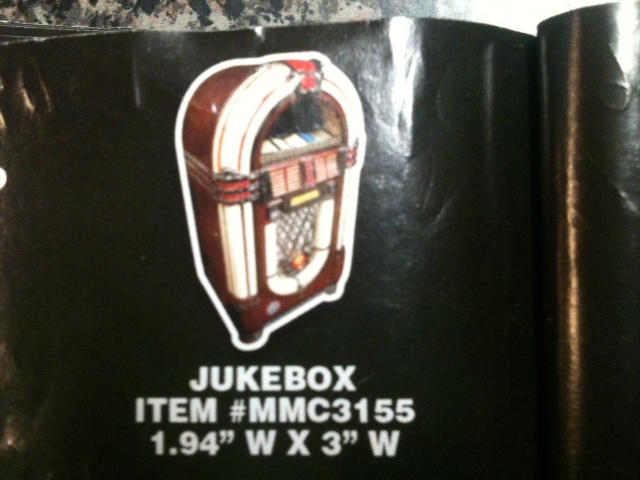 JUKEBOX
ITEM #MMC3155
1.94” W X 3” W